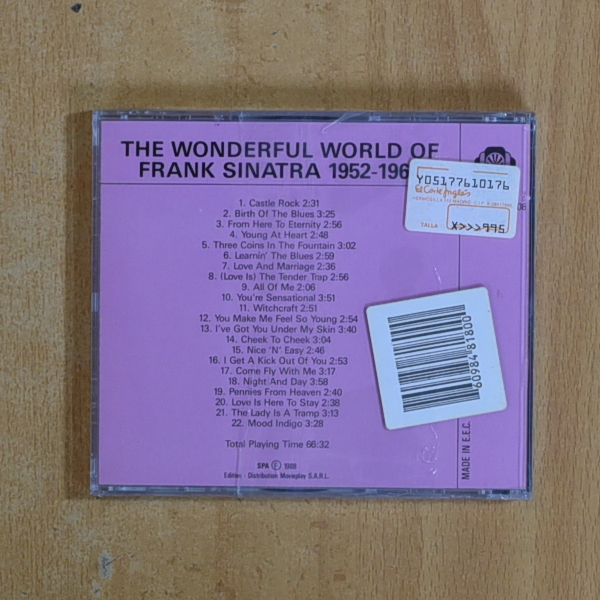 THE WONDERFUL WORLD OF
FRANK SINATRA 1952-196
Y05177610176
El Corte Inglés
TALLA
X>>>995
1. Castle Rock 2:31
2. Birth Of The Blues 3:25
3. From Here To Eternity 2:56
4. Young At Heart 2:48
5. Three Coins In The Fountain 3:02
6. Learnin' The Blues 2:59
7. Love And Marriage 2:36
8. (Love Is) The Tender Trap 2:56
9. All Of Me 2:06
10. You're Sensational 3:51
11. Witchcraft 2:51
12. You Make Me Feel So Young 2:54
13. I've Got You Under My Skin 3:40
14. Cheek To Cheek 3:04
15. Nice 'N' Easy 2:46
16. I Get A Kick Out Of You 2:53
17. Come Fly With Me 3:17
18. Night And Day 3:58
19. Pennies From Heaven 2:40
20. Love Is Here To Stay 2:38
21. The Lady Is A Tramp 3:13
22. Mood Indigo 3:28
Total Playing Time 66:32
SPA Ⓟ 1988
Edition - Distribution Movieplay S.A.R.L.
6098481800
MADE IN E.E.C.